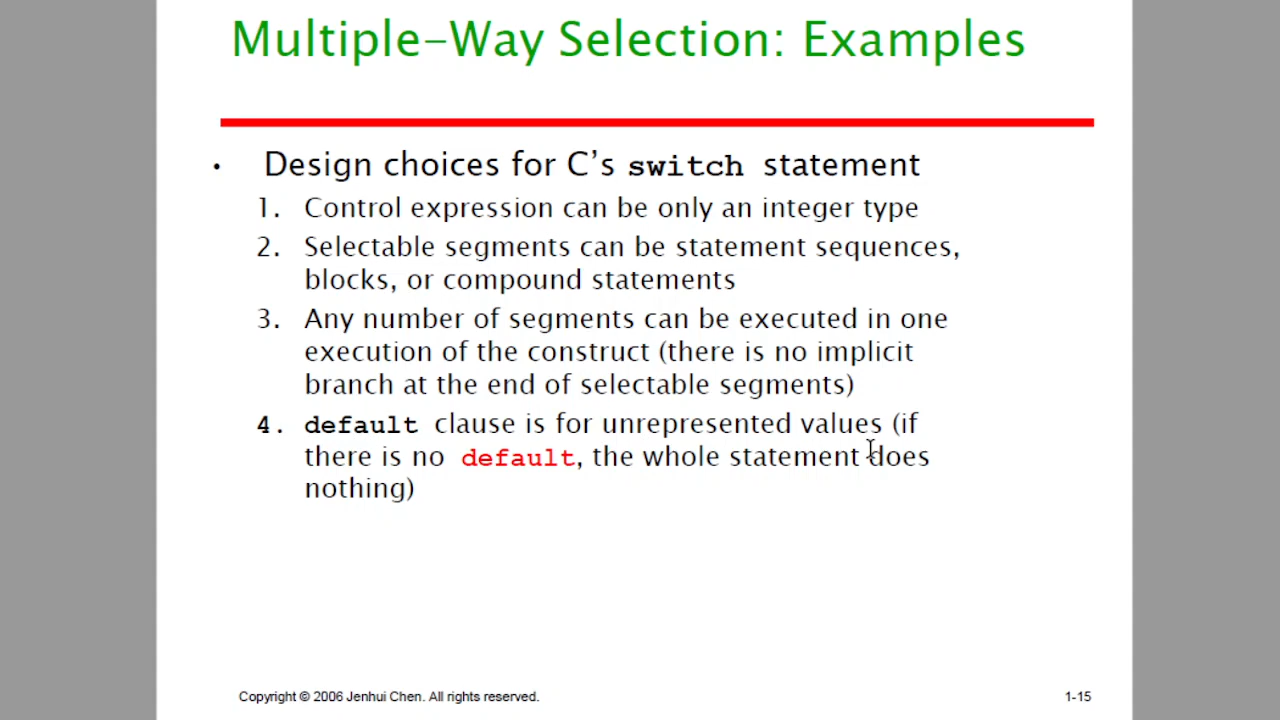 Multiple-Way Selection: Examples
• Design choices for C’s switch statement
1. Control expression can be only an integer type
2. Selectable segments can be statement sequences,
blocks, or compound statements
3. Any number of segments can be executed in one
execution of the construct (there is no implicit
branch at the end of selectable segments)
4. default clause is for unrepresented values (if
there is no default, the whole statement does
nothing)
Copyright © 2006 Jenhui Chen. All rights reserved. 1-15